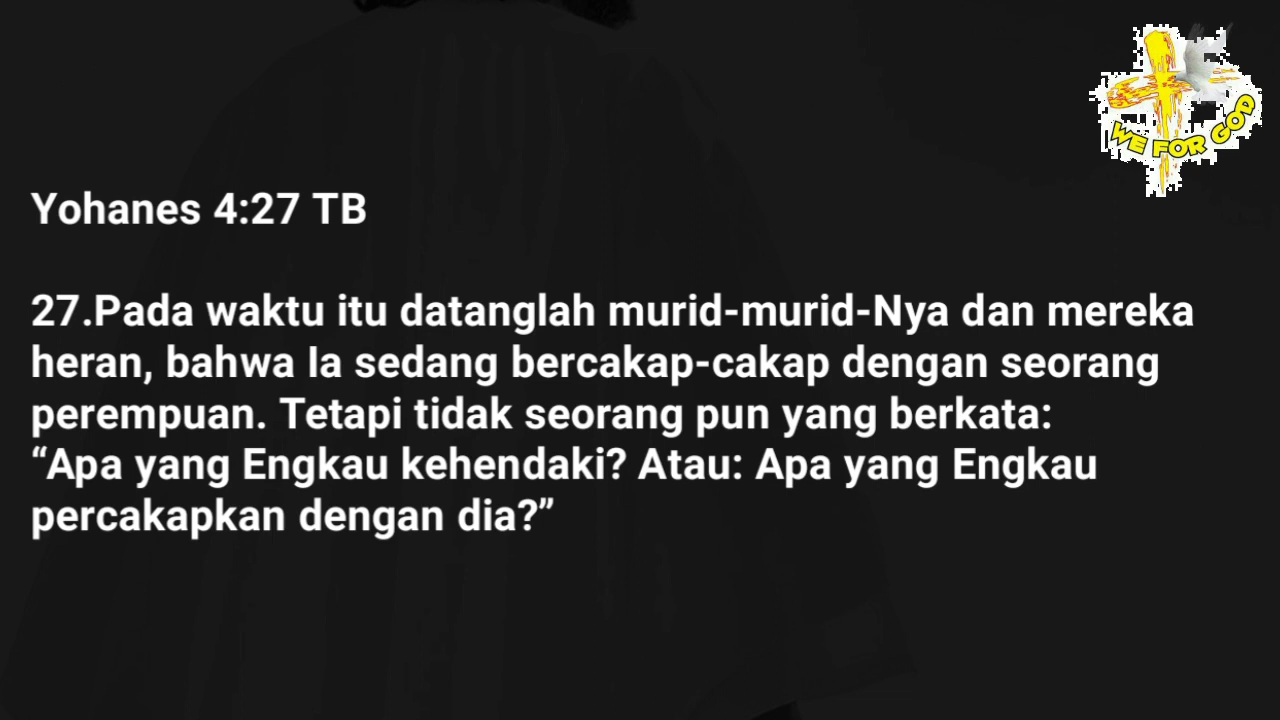 WE FOR GOD
Yohanes 4:27 TB
27.Pada waktu itu datanglah murid-murid-Nya dan mereka
heran, bahwa Ia sedang bercakap-cakap dengan seorang
perempuan. Tetapi tidak seorang pun yang berkata:
“Apa yang Engkau kehendaki? Atau: Apa yang Engkau
percakapkan dengan dia?”